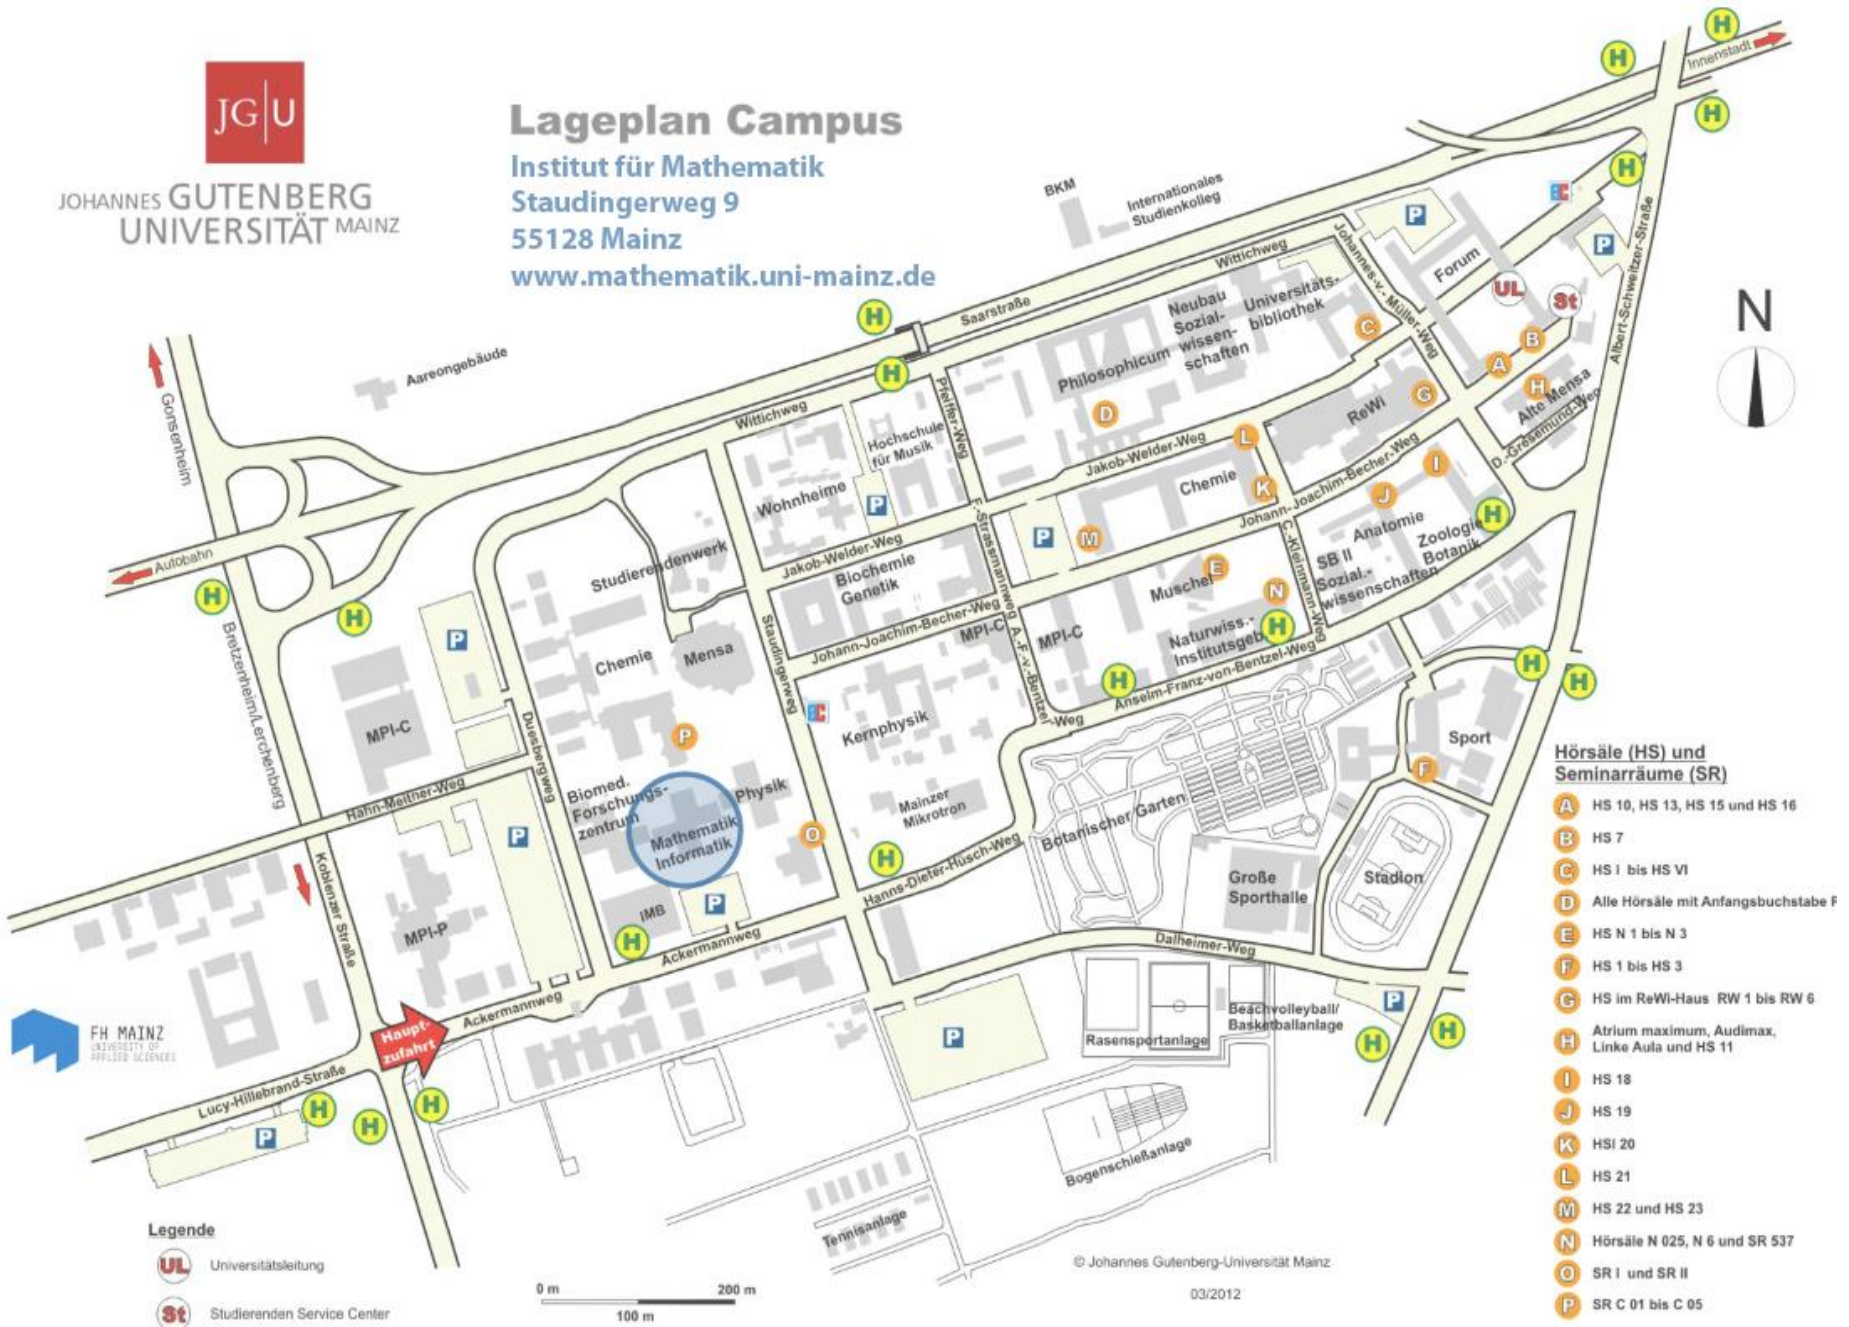 JG|U
JOHANNES GUTENBERG
UNIVERSITÄT MAINZ
Lageplan Campus
Institut für Mathematik
Staudingerweg 9
55128 Mainz
www.mathematik.uni-mainz.de
H
H
Innenstadt
H
H
BKM
Internationales
Studienkolleg
EC
P
P
Albert-Schweitzer-Straße
N
Wittichweg
Johannes-v.-Müller-Weg
Forum
UL
St
H
Saarstraße
Neubau
Sozial-
wissen-
schaften
Universitäts-
bibliothek
C
Philosophicum
B
A
H
Alte Mensa
D.-Gresemund-Weg
Gonsenheim
Aareongebäude
H
Wittichweg
Pfeiffer-Weg
D
G
ReWi
Hochschule
für Musik
Jakob-Welder-Weg
L
Chemie
K
Johann-Joachim-Becher-Weg
I
J
Wohnheime
P
P
M
F.-Strassmannweg
Anatomie
Zoologie
Botanik
H
Autobahn
H
H
Studierendenwerk
Jakob-Welder-Weg
Biochemie
Genetik
Muschel
E
N
C.-Kleinmann-Weg
SB II
Sozial.-
wissenschaften
Bretzenheim/Lerchenberg
P
Chemie
Mensa
Staudingerweg
Johann-Joachim-Becher-Weg
MPI-C
MPI-C
A.-F.-v.-Bentzel-Weg
Naturwiss.-
Institutsgeb
H
H
Anselm-Franz-von-Bentzel-Weg
H
H
MPI-C
Duesbergweg
P
EC
Kernphysik
Sport
F
Hahn-Meitner-Weg
Biomed.
Forschungs-
zentrum
Physik
Mathematik
Informatik
O
Mainzer
Mikrotron
Botanischer Garten
P
H
Hanns-Dieter-Hüsch-Weg
Große
Sporthalle
Stadion
Koblenzer Straße
MPI-P
IMB
P
H
Ackermannweg
Dalheimer-Weg
Ackermannweg
Haupt-
zufahrt
FH MAINZ
UNIVERSITY OF
APPLIED SCIENCES
P
Rasensportanlage
Beachvolleyball/
Basketballanlage
P
H
H
Lucy-Hillebrand-Straße
H
H
H
P
Bogenschießanlage
Tennisanlage
Hörsäle (HS) und
Seminarräume (SR)
A HS 10, HS 13, HS 15 und HS 16
B HS 7
C HS I bis HS VI
D Alle Hörsäle mit Anfangsbuchstabe P
E HS N 1 bis N 3
F HS 1 bis HS 3
G HS im ReWi-Haus RW 1 bis RW 6
H Atrium maximum, Audimax,
Linke Aula und HS 11
I HS 18
J HS 19
K HSI 20
L HS 21
M HS 22 und HS 23
N Hörsäle N 025, N 6 und SR 537
O SR I und SR II
P SR C 01 bis C 05
Legende
UL Universitätsleitung
St Studierenden Service Center
0 m
200 m
100 m
© Johannes Gutenberg-Universität Mainz
03/2012